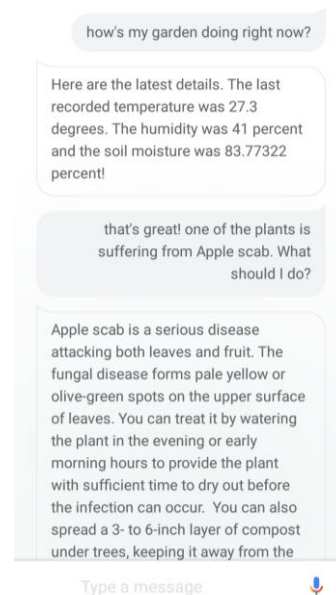 how's my garden doing right now?
Here are the latest details. The last
recorded temperature was 27.3
degrees. The humidity was 41 percent
and the soil moisture was 83.77322
percent!
that's great! one of the plants is
suffering from Apple scab. What
should I do?
Apple scab is a serious disease
attacking both leaves and fruit. The
fungal disease forms pale yellow or
olive-green spots on the upper surface
of leaves. You can treat it by watering
the plant in the evening or early
morning hours to provide the plant
with sufficient time to dry out before
the infection can occur.  You can also
spread a 3- to 6-inch layer of compost
under trees, keeping it away from the
Type a message